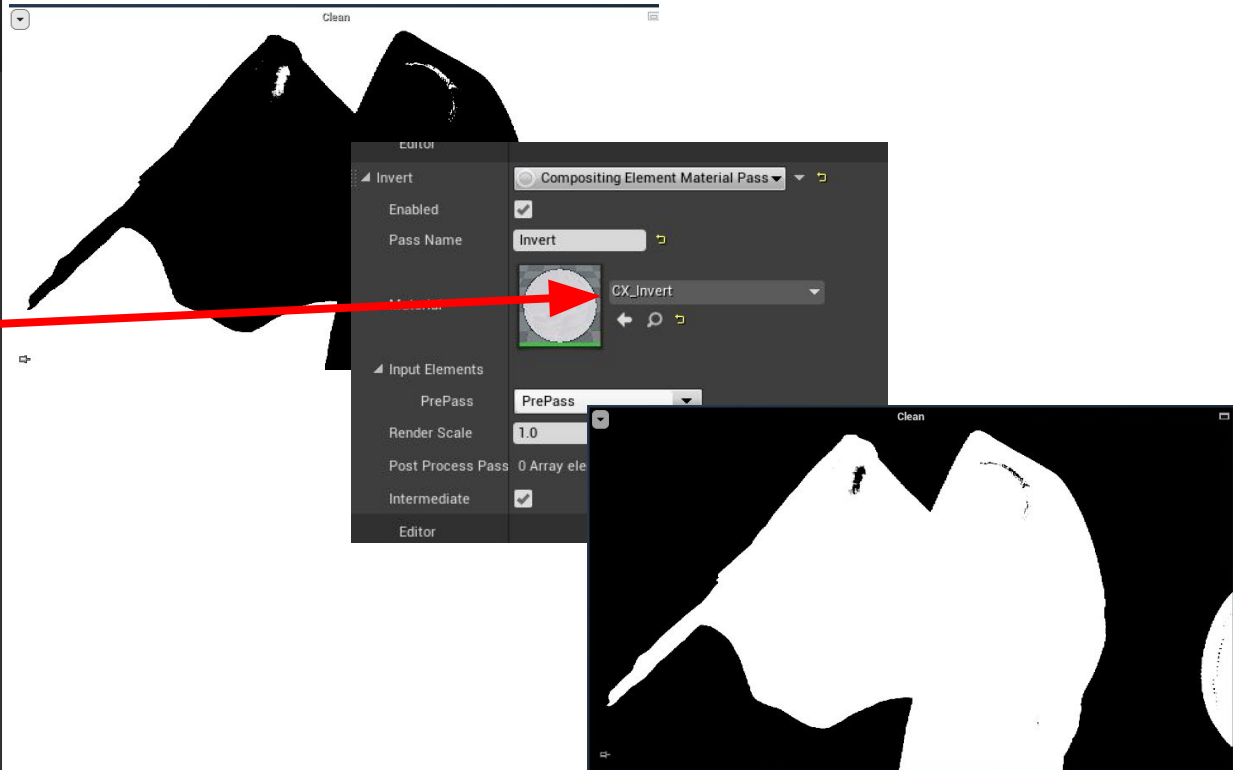 Clean
Editor
Invert
Compositing Element Material Pass
Enabled
Pass Name
Invert
Material
CX_Invert
Input Elements
PrePass
PrePass
Render Scale
1.0
Post Process Pass
0 Array ele
Intermediate
Editor
Clean